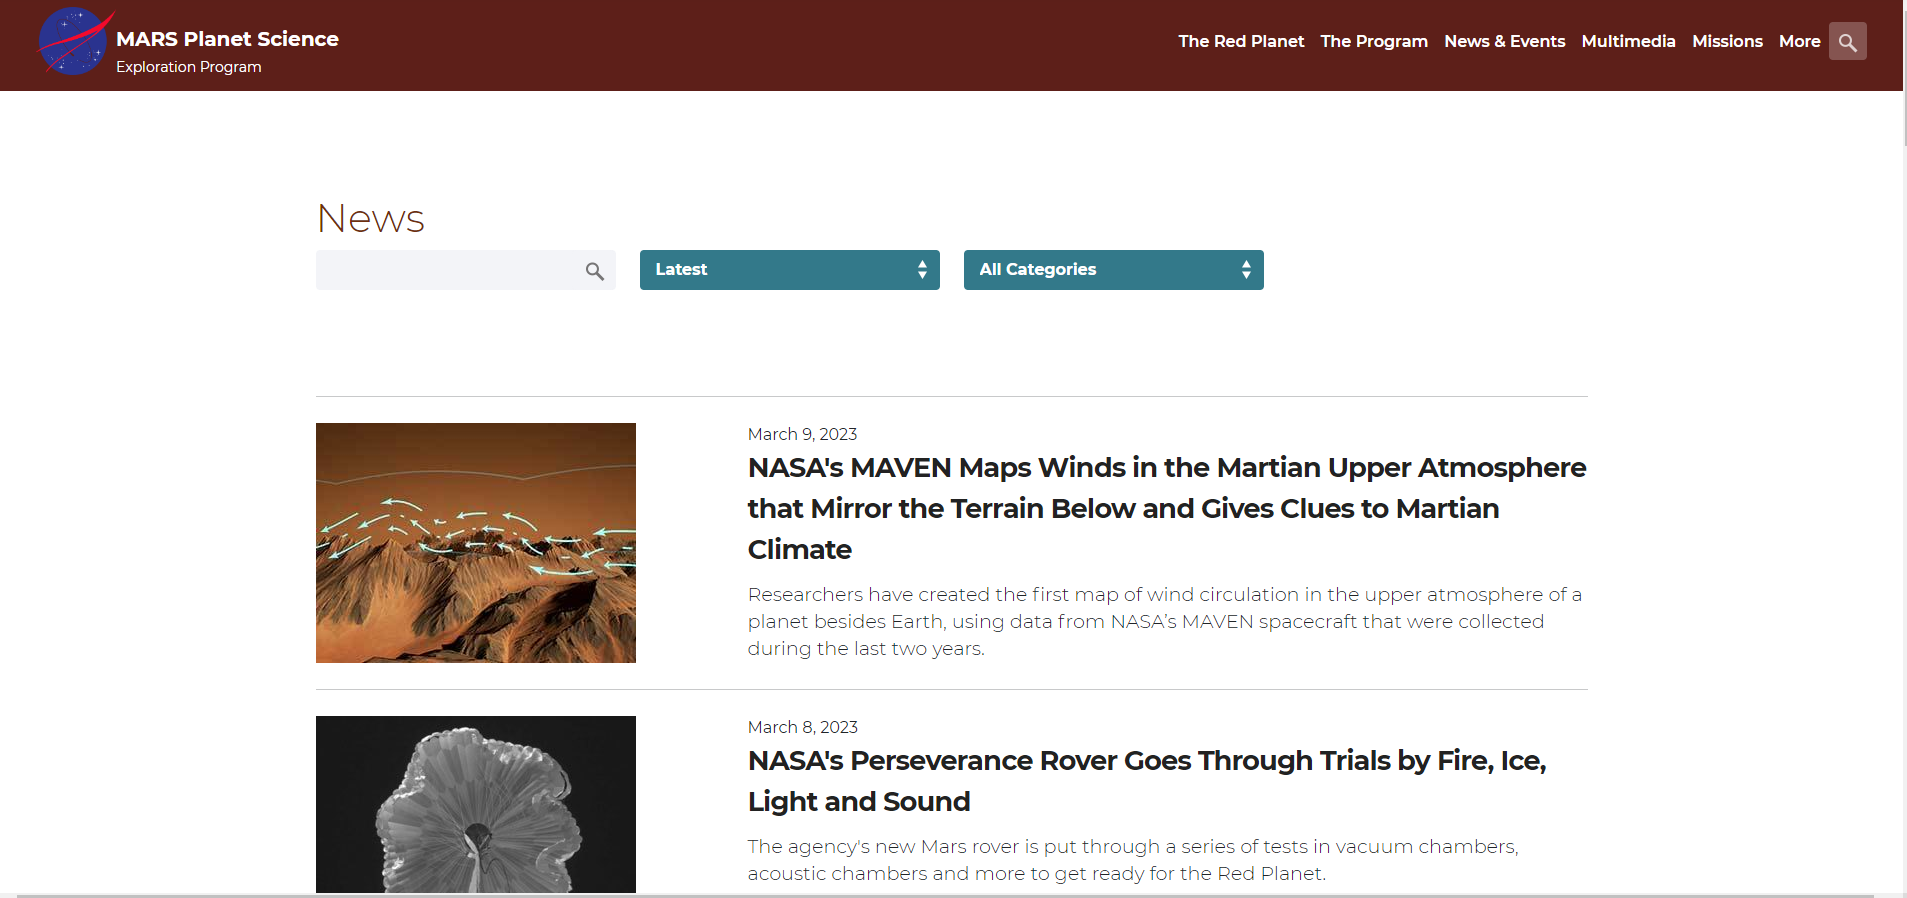 MARS Planet Science
Exploration Program
The Red Planet The Program News & Events Multimedia Missions More
News
Latest
All Categories
March 9, 2023
NASA's MAVEN Maps Winds in the Martian Upper Atmosphere
that Mirror the Terrain Below and Gives Clues to Martian
Climate
Researchers have created the first map of wind circulation in the upper atmosphere of a
planet besides Earth, using data from NASA’s MAVEN spacecraft that were collected
during the last two years.
March 8, 2023
NASA's Perseverance Rover Goes Through Trials by Fire, Ice,
Light and Sound
The agency's new Mars rover is put through a series of tests in vacuum chambers,
acoustic chambers and more to get ready for the Red Planet.